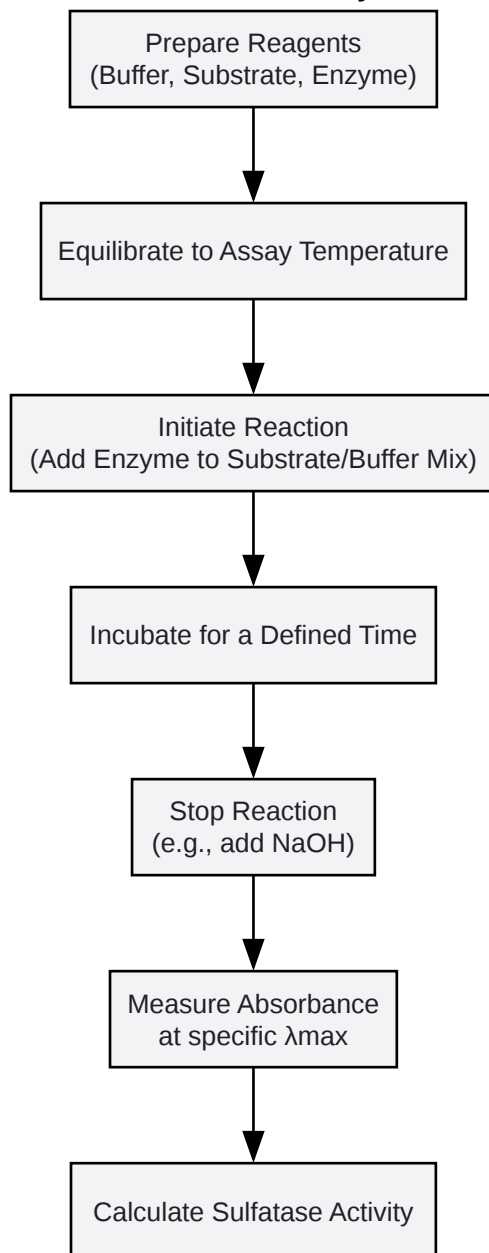 Prepare Reagents
(Buffer, Substrate, Enzyme)
Equilibrate to Assay Temperature
Initiate Reaction
(Add Enzyme to Substrate/Buffer Mix)
Incubate for a Defined Time
Stop Reaction
(e.g., add NaOH)
Measure Absorbance
at specific λmax
Calculate Sulfatase Activity